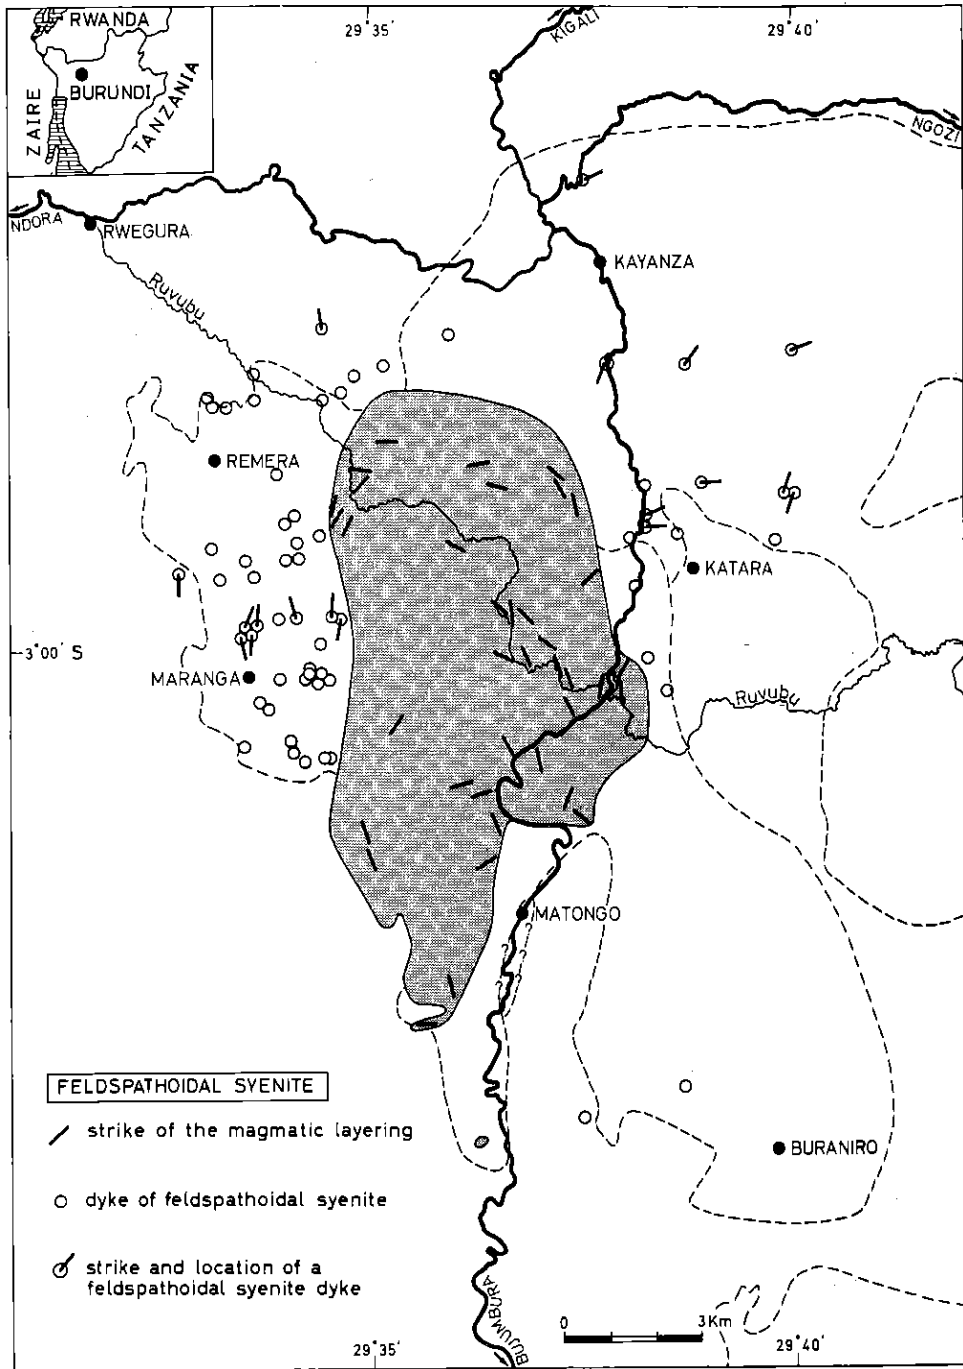 RWANDA
BURUNDI
ZAIRE
TANZANIA
29°35'
KIGALI
29°40'
NGOZI
NDORA
RWEGURA
KAYANZA
Ruvubu
REMERA
KATARA
3°00' S
MARANGA
Ruvubu
MATONGO
?
?
?
?
?
FELDSPATHOIDAL SYENITE
strike of the magmatic layering
dyke of feldspathoidal syenite
strike and location of a
feldspathoidal syenite dyke
BURANIRO
BUJUMBURA
0 3Km
29°35'
29°40'